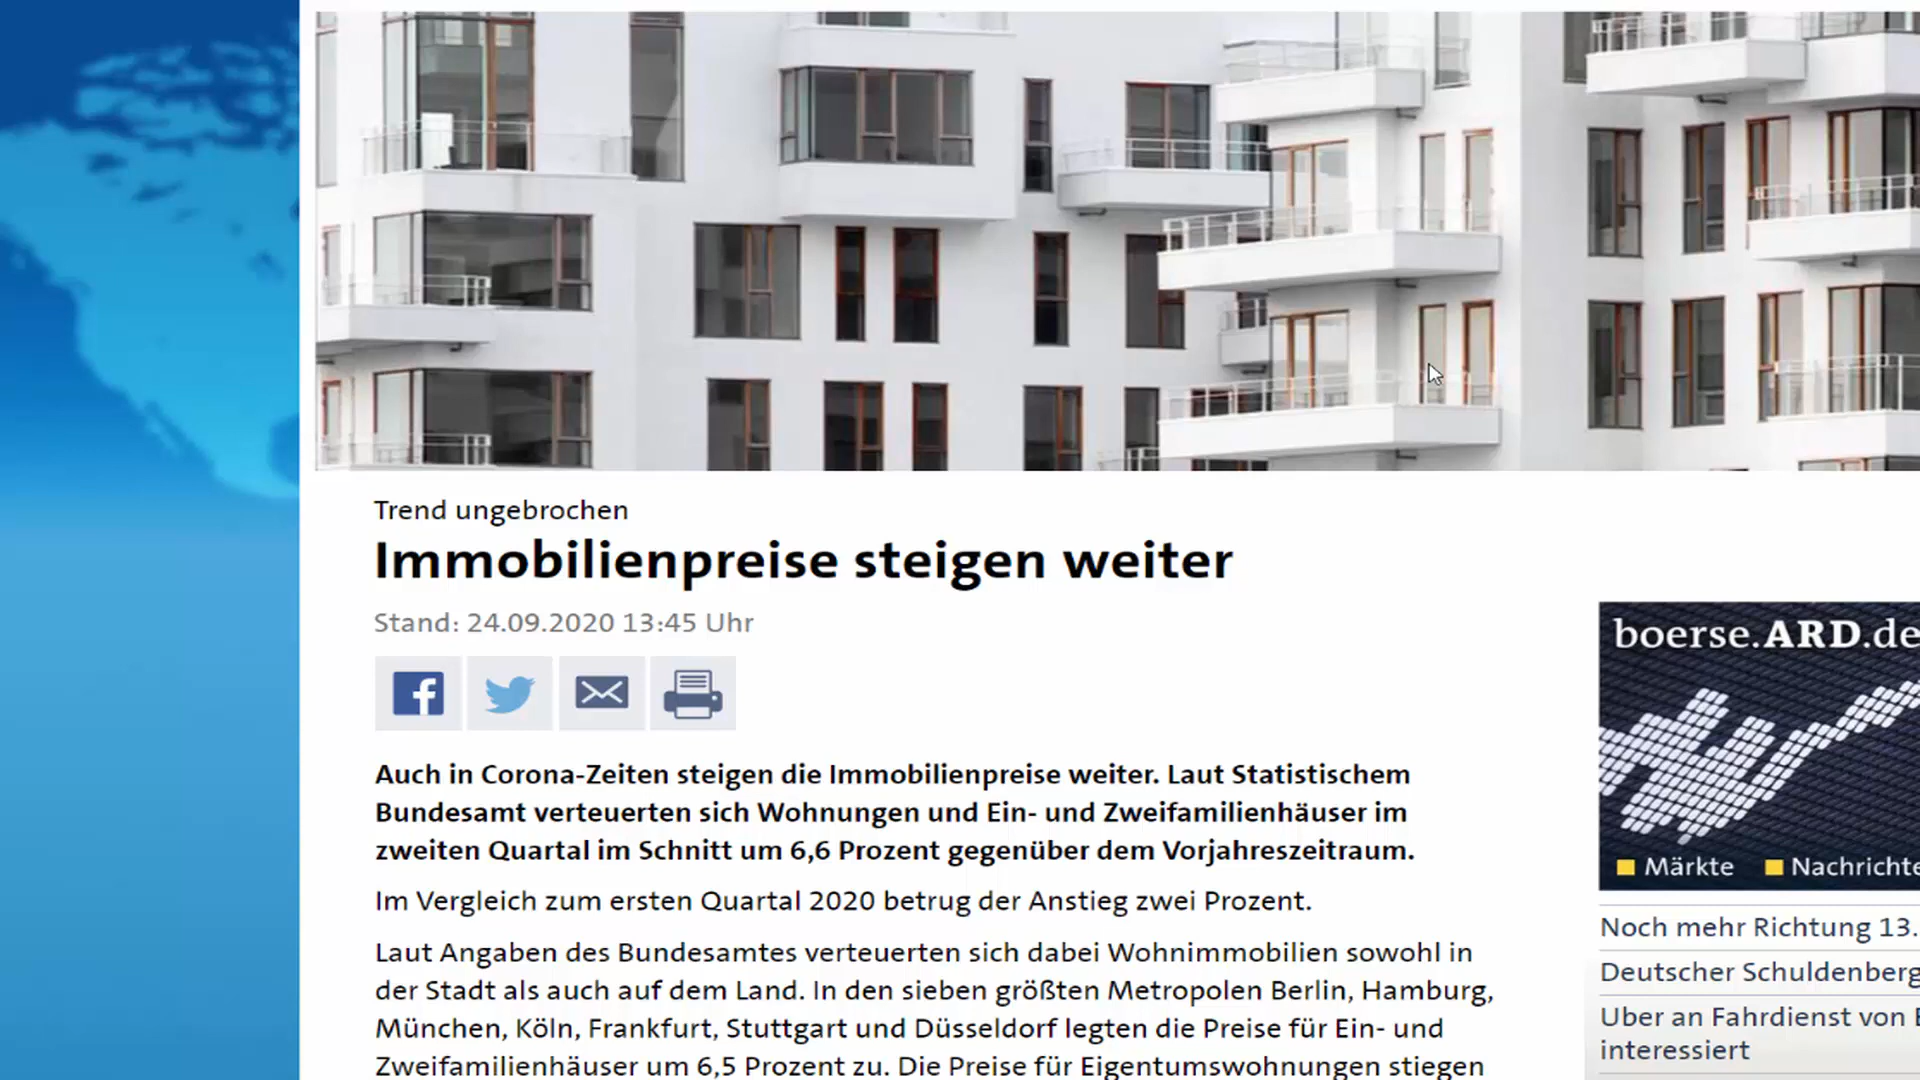 Trend ungebrochen
Immobilienpreise steigen weiter
Stand: 24.09.2020 13:45 Uhr
Auch in Corona-Zeiten steigen die Immobilienpreise weiter. Laut Statistischem
Bundesamt verteuerten sich Wohnungen und Ein- und Zweifamilienhäuser im
zweiten Quartal im Schnitt um 6,6 Prozent gegenüber dem Vorjahreszeitraum.
Im Vergleich zum ersten Quartal 2020 betrug der Anstieg zwei Prozent.
Laut Angaben des Bundesamtes verteuerten sich dabei Wohnimmobilien sowohl in
der Stadt als auch auf dem Land. In den sieben größten Metropolen Berlin, Hamburg,
München, Köln, Frankfurt, Stuttgart und Düsseldorf legten die Preise für Ein- und
Zweifamilienhäuser um 6,5 Prozent zu. Die Preise für Eigentumswohnungen stiegen
boerse.ARD.de
Märkte Nachrichte
Noch mehr Richtung 13.
Deutscher Schuldenberg
Uber an Fahrdienst von
interessiert